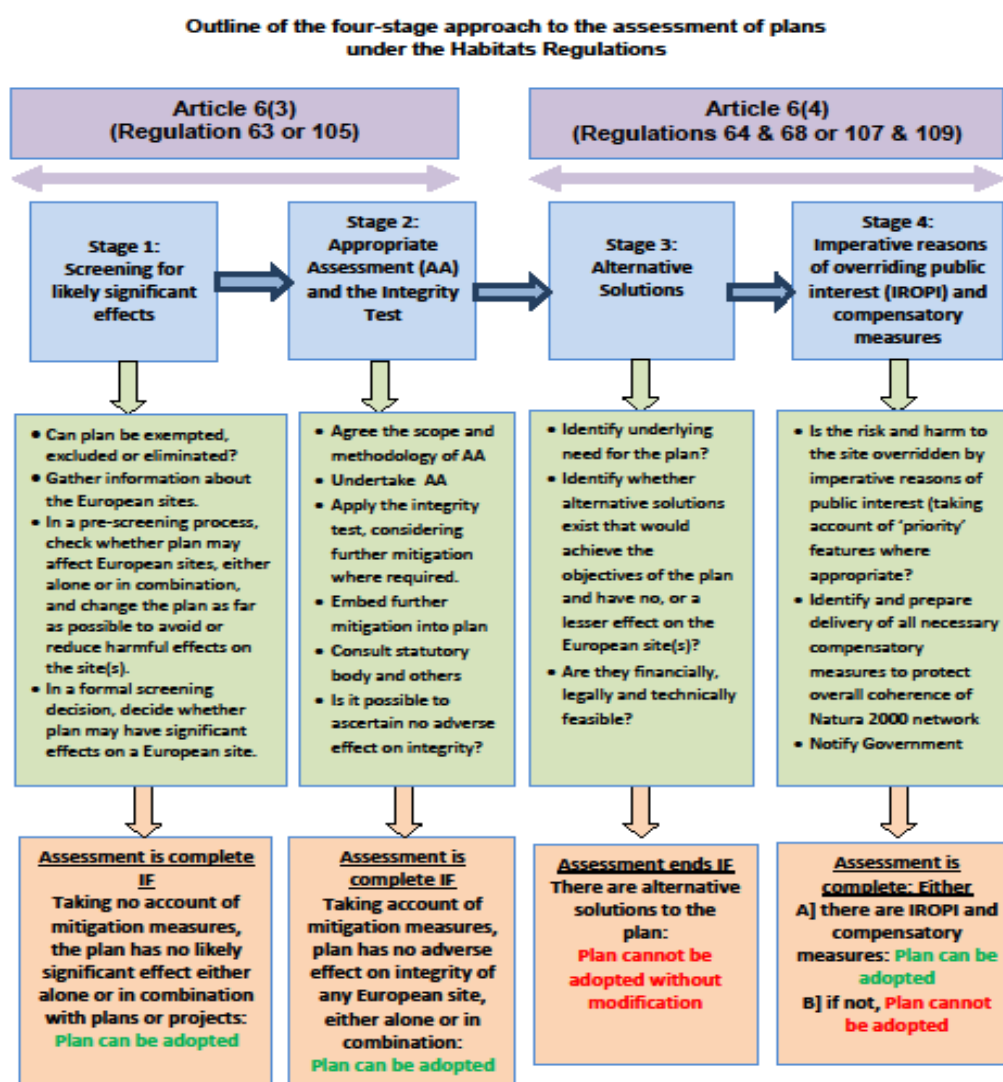 Outline of the four-stage approach to the assessment of plans
under the Habitats Regulations
Article 6(3)
(Regulation 63 or 105)
Article 6(4)
(Regulations 64 & 68 or 107 & 109)
Stage 1:
Screening for
likely significant
effects
Stage 2:
Appropriate
Assessment (AA)
and the Integrity
Test
Stage 3:
Alternative
Solutions
Stage 4:
Imperative reasons
of overriding public
interest (IROPI) and
compensatory
measures
• Can plan be exempted,
excluded or eliminated?
• Gather information about
the European sites.
• In a pre-screening process,
check whether plan may
affect European sites, either
alone or in combination,
and change the plan as far
as possible to avoid or
reduce harmful effects on
the site(s).
• In a formal screening
decision, decide whether
plan may have significant
effects on a European site.
• Agree the scope and
methodology of AA
• Undertake AA
• Apply the integrity
test, considering
further mitigation
where required.
• Embed further
mitigation into plan
• Consult statutory
body and others
• Is it possible to
ascertain no adverse
effect on integrity?
• Identify underlying
need for the plan?
• Identify whether
alternative solutions
exist that would
achieve the
objectives of the plan
and have no, or a
lesser effect on the
European site(s)?
• Are they financially,
legally and technically
feasible?
• Is the risk and harm to
the site overridden by
imperative reasons of
public interest (taking
account of ‘priority’
features where
appropriate?
• Identify and prepare
delivery of all necessary
compensatory
measures to protect
overall coherence of
Natura 2000 network
• Notify Government
Assessment is complete
IF
Taking no account of
mitigation measures,
the plan has no likely
significant effect either
alone or in combination
with plans or projects:
Plan can be adopted
Assessment is
complete IF
Taking account of
mitigation measures,
plan has no adverse
effect on integrity of
any European site,
either alone or in
combination:
Plan can be adopted
Assessment ends IF
There are alternative
solutions to the
plan:
Plan cannot be
adopted without
modification
Assessment is
complete: Either
A] there are IROPI and
compensatory
measures: Plan can be
adopted
B] if not, Plan cannot
be adopted